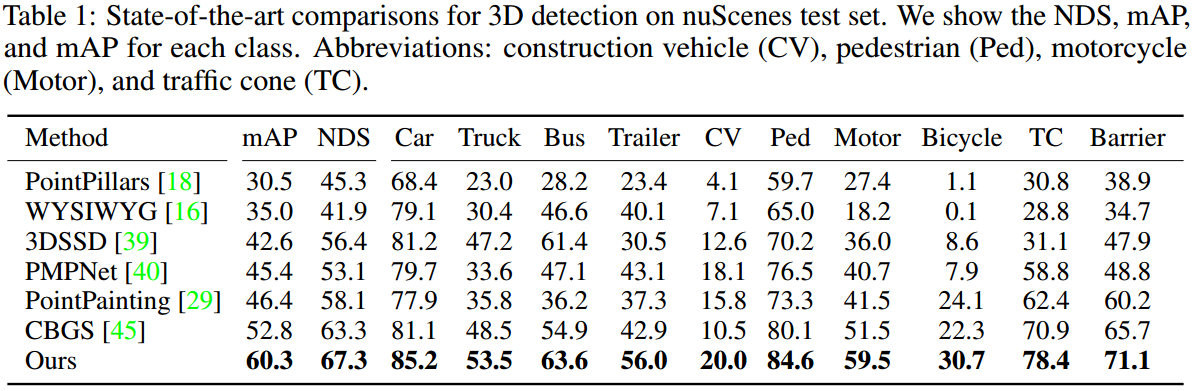 Table 1: State-of-the-art comparisons for 3D detection on nuScenes test set. We show the NDS, mAP,
and mAP for each class. Abbreviations: construction vehicle (CV), pedestrian (Ped), motorcycle
(Motor), and traffic cone (TC).
Method mAP NDS Car Truck Bus Trailer CV Ped Motor Bicycle TC Barrier
PointPillars [18] 30.5 45.3 68.4 23.0 28.2 23.4 4.1 59.7 27.4 1.1 30.8 38.9
WYSIWYG [16] 35.0 41.9 79.1 30.4 46.6 40.1 7.1 65.0 18.2 0.1 28.8 34.7
3DSSD [39] 42.6 56.4 81.2 47.2 61.4 30.5 12.6 70.2 36.0 8.6 31.1 47.9
PMPNet [40] 45.4 53.1 79.7 33.6 47.1 43.1 18.1 76.5 40.7 7.9 58.8 48.8
PointPainting [29] 46.4 58.1 77.9 35.8 36.2 37.3 15.8 73.3 41.5 24.1 62.4 60.2
CBGS [45] 52.8 63.3 81.1 48.5 54.9 42.9 10.5 80.1 51.5 22.3 70.9 65.7
Ours 60.3 67.3 85.2 53.5 63.6 56.0 20.0 84.6 59.5 30.7 78.4 71.1